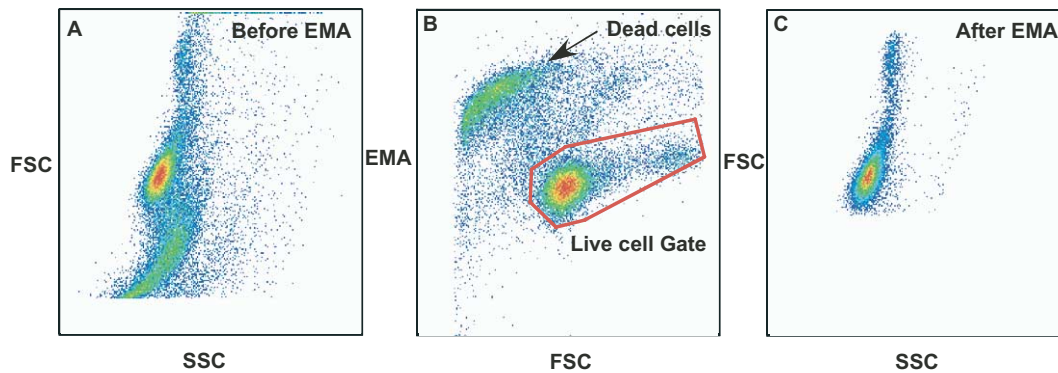 A
Before EMA
FSC
SSC
B
Dead cells
EMA
Live cell Gate
FSC
C
After EMA
FSC
SSC